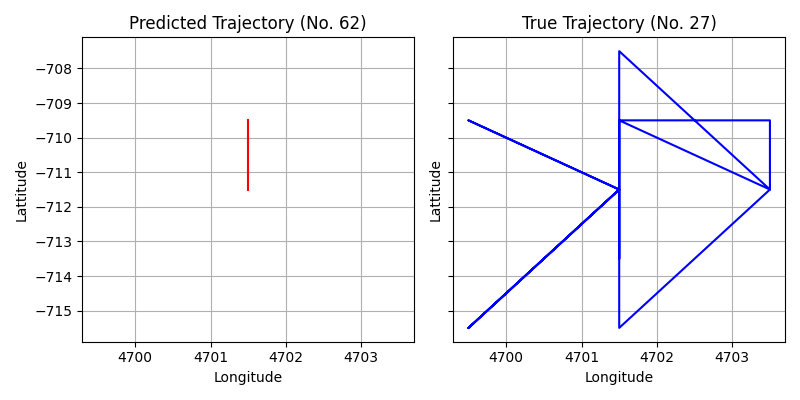 Predicted Trajectory (No. 62)
−708
−709
−710
−711
−712
−713
−714
−715
Lattitude
4700 4701 4702 4703
Longitude
True Trajectory (No. 27)
Lattitude
4700 4701 4702 4703
Longitude